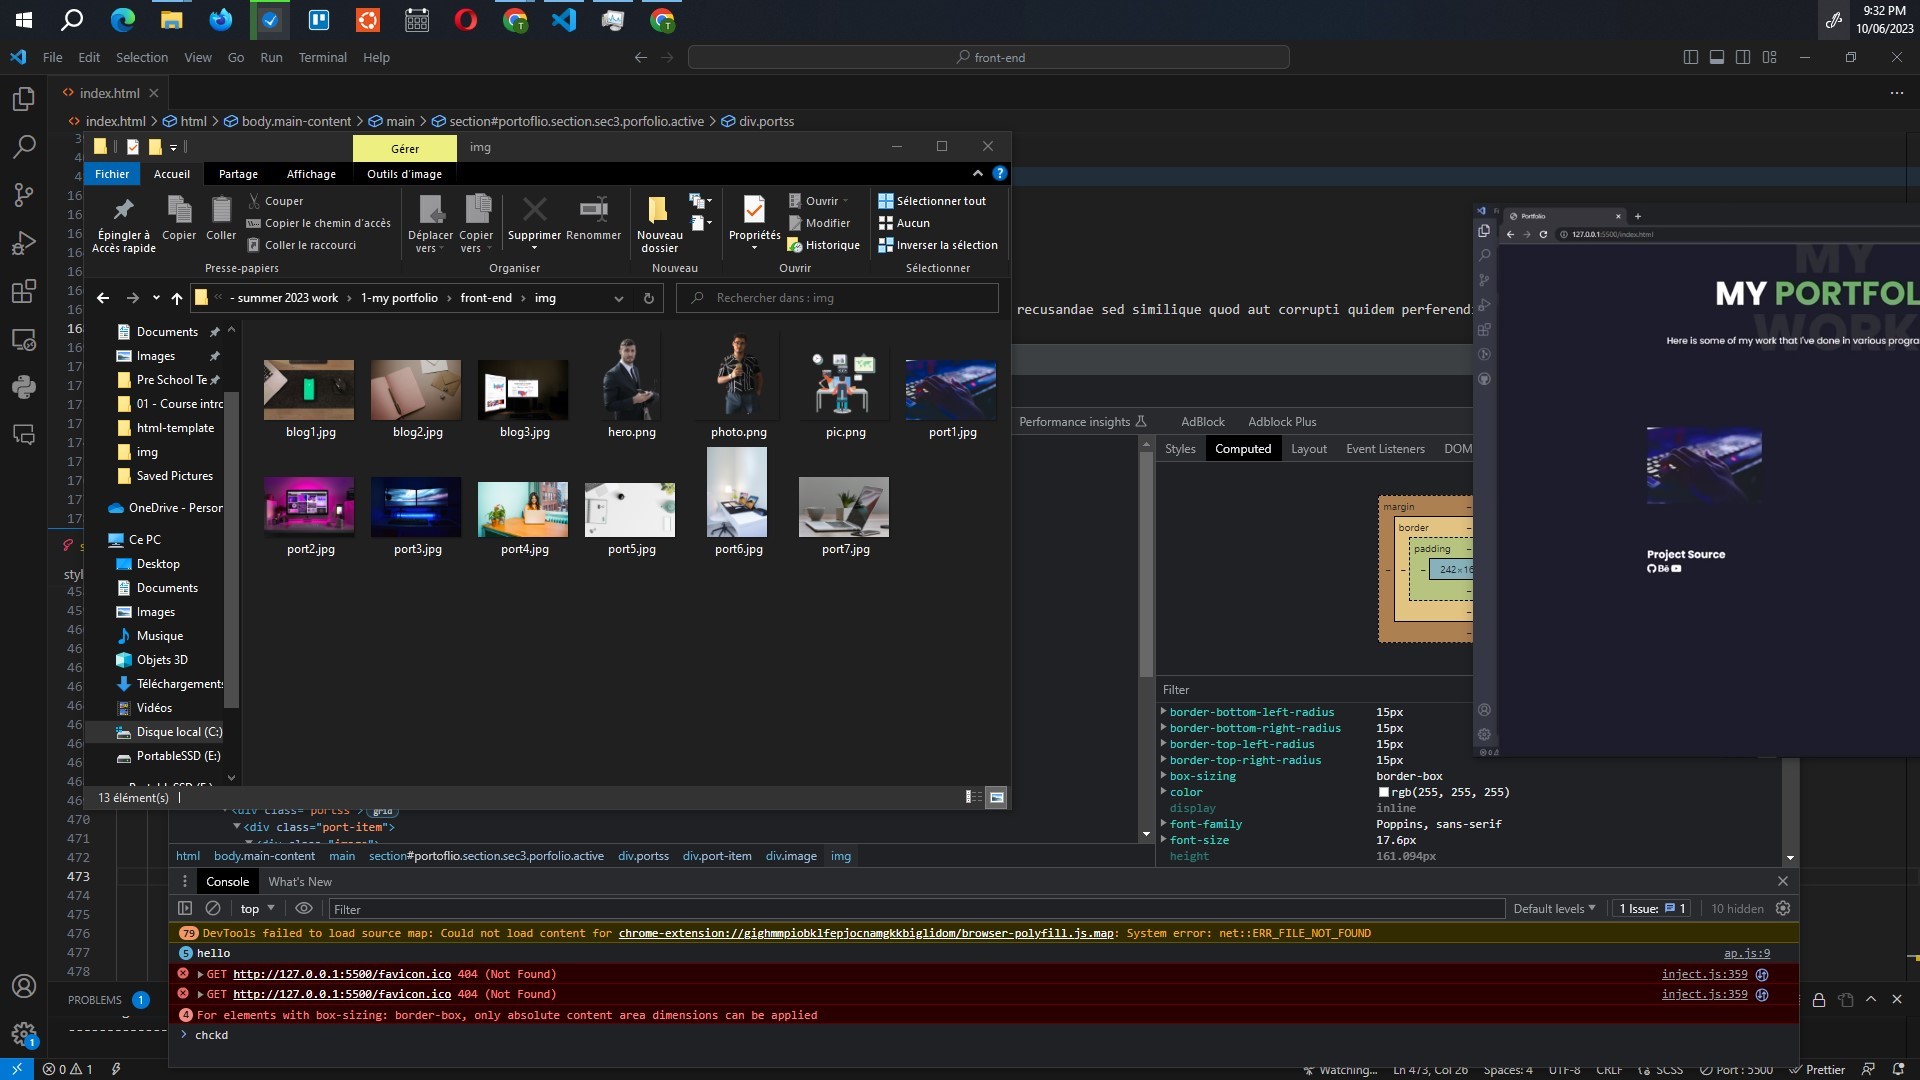 9:32 PM
10/06/2023
File Edit Selection View Go Run Terminal Help
front-end
index.html
index.html > html > body.main-content > main > section#portoflio.section.sec3.porfolio.active > div.portss
Gérer img
Fichier Accueil Partage Affichage Outils d'image
Épingler à Accès rapide
Copier
Coller
Couper
Copier le chemin d'accès
Coller le raccourci
Presse-papiers
Déplacer vers
Copier vers
Supprimer
Renommer
Organiser
Nouveau dossier
Nouveau
Propriétés
Ouvrir
Modifier
Historique
Ouvrir
Sélectionner tout
Aucun
Inverser la sélection
Sélectionner
« - summer 2023 work > 1-my portfolio > front-end > img
Rechercher dans : img
Documents
Images
Pre School Te
01 - Course intro
html-template
img
Saved Pictures
OneDrive - Person
Ce PC
Desktop
Documents
Images
Musique
Objets 3D
Téléchargements
Vidéos
Disque local (C:)
PortableSSD (E:)
blog1.jpg blog2.jpg blog3.jpg hero.png photo.png pic.png port1.jpg
port2.jpg port3.jpg port4.jpg port5.jpg port6.jpg port7.jpg
13 élément(s)
recusandae sed similique quod aut corrupti quidem perferendi
Performance insights AdBlock Adblock Plus
Styles Computed Layout Event Listeners DOM
margin -
border -
padding -
242×16
Filter
border-bottom-left-radius 15px
border-bottom-right-radius 15px
border-top-left-radius 15px
border-top-right-radius 15px
box-sizing border-box
color rgb(255, 255, 255)
display inline
font-family Poppins, sans-serif
font-size 17.6px
height 161.094px
Portfolio
127.0.0.1:5500/index.html
MY
WORK
MY PORTFOL
Here is some of my work that I've done in various progra
Project Source
168
470
471
472
473
474
475
476
477
478
<div class="portss"> grid
<div class="port-item">
html body.main-content main section#portoflio.section.sec3.porfolio.active div.portss div.port-item div.image img
Console What's New
top Filter Default levels 1 Issue: 1 10 hidden
79 DevTools failed to load source map: Could not load content for chrome-extension://gighmmpiobklfepjocnamgkkbiglidom/browser-polyfill.js.map: System error: net::ERR_FILE_NOT_FOUND
5 hello ap.js:9
GET http://127.0.0.1:5500/favicon.ico 404 (Not Found) inject.js:359
GET http://127.0.0.1:5500/favicon.ico 404 (Not Found) inject.js:359
4 For elements with box-sizing: border-box, only absolute content area dimensions can be applied
> chckd
PROBLEMS 1
0 1 Watching... Ln 473, Col 26 Spaces: 4 UTF-8 CRLF SCSS Port : 5500 Prettier